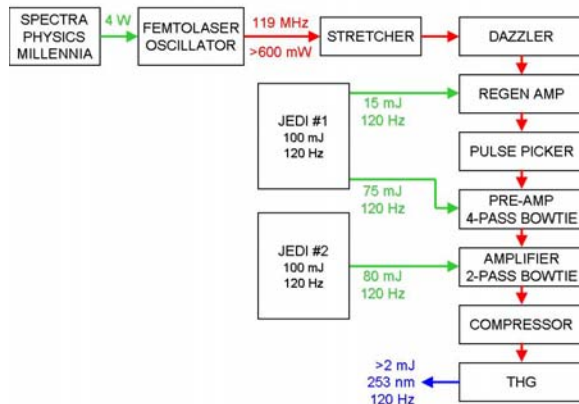 SPECTRA
PHYSICS
MILLENNIA
4 W
FEMTOLASER
OSCILLATOR
119 MHz
>600 mW
STRETCHER
DAZZLER
JEDI #1
100 mJ
120 Hz
15 mJ
120 Hz
REGEN AMP
PULSE PICKER
75 mJ
120 Hz
PRE-AMP
4-PASS BOWTIE
JEDI #2
100 mJ
120 Hz
80 mJ
120 Hz
AMPLIFIER
2-PASS BOWTIE
COMPRESSOR
>2 mJ
253 nm
120 Hz
THG